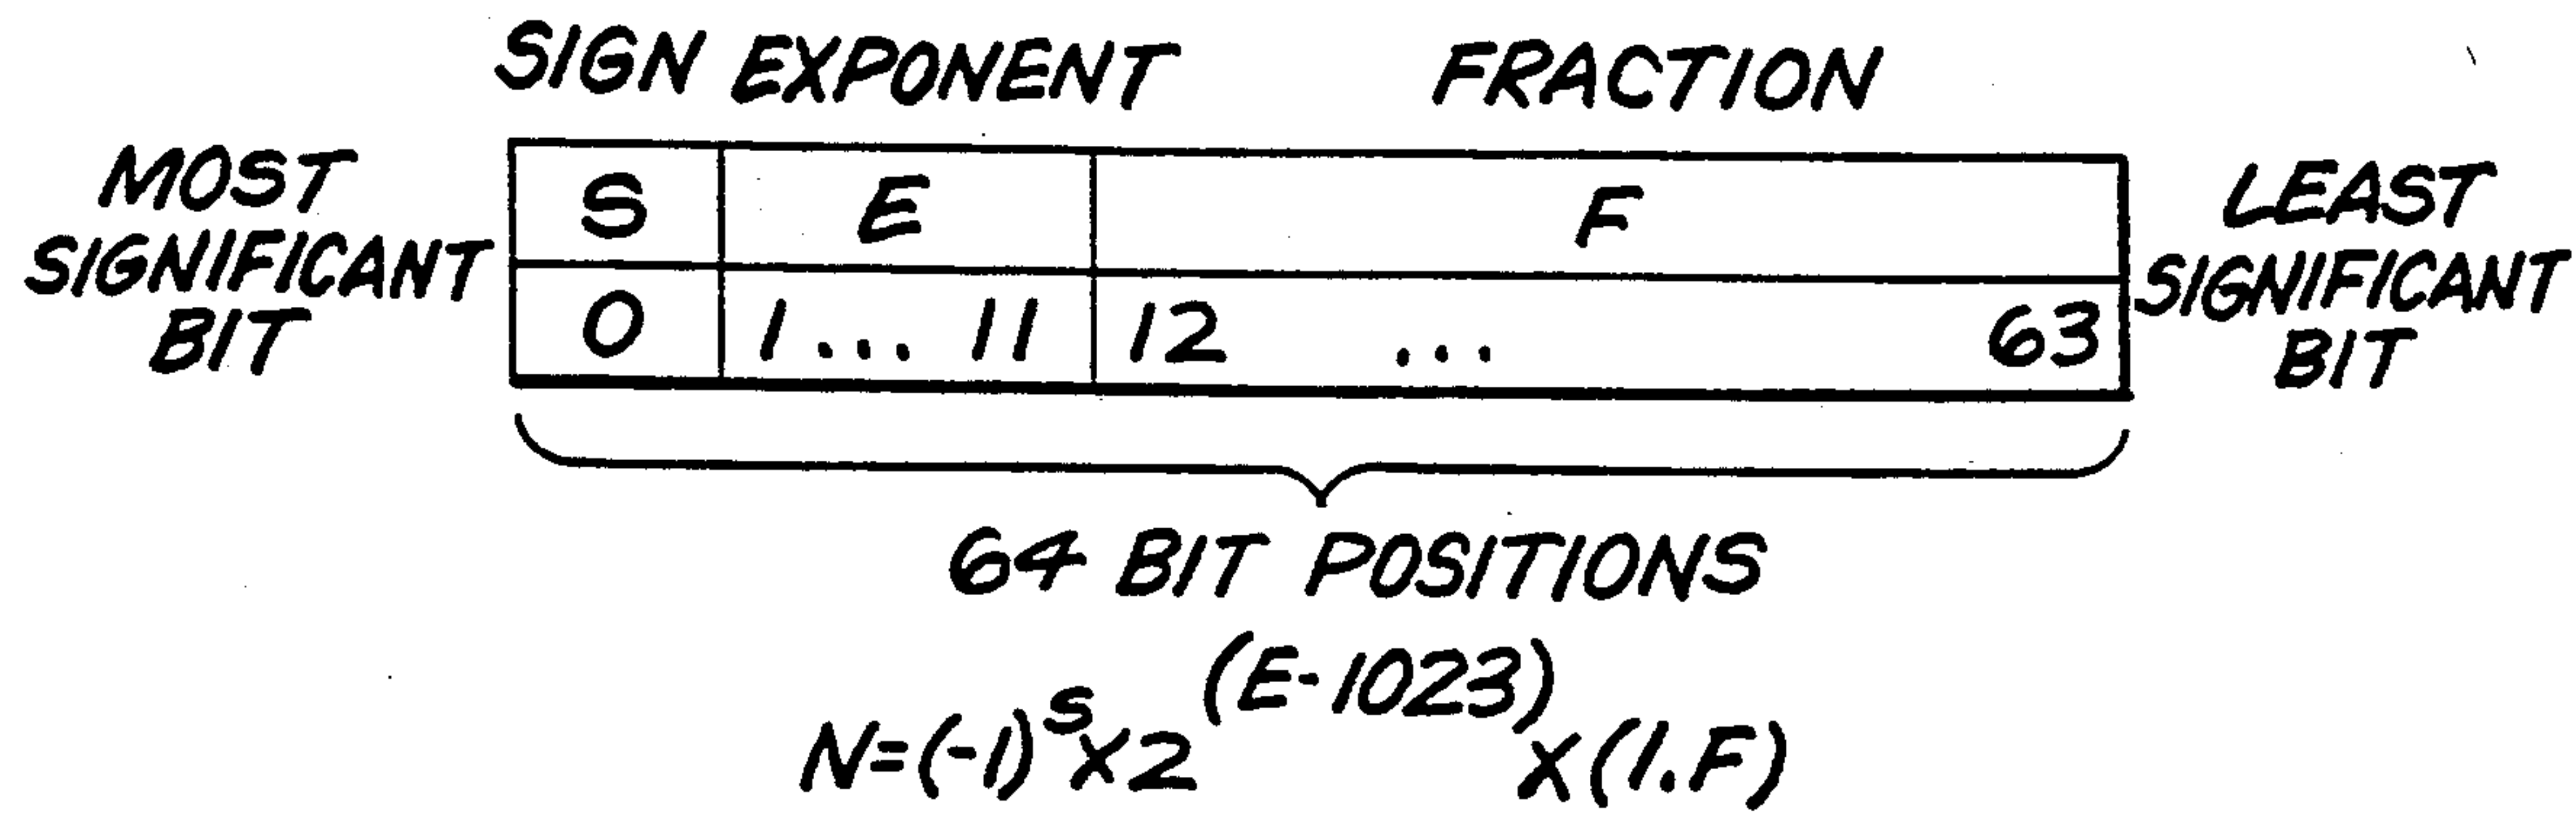 SIGN EXPONENT FRACTION
MOST
SIGNIFICANT
BIT
S E F
0 1 ... 11 12 ... 63
LEAST
SIGNIFICANT
BIT
64 BIT POSITIONS
N=(-1)^S x2^(E-1023) x(1.F)